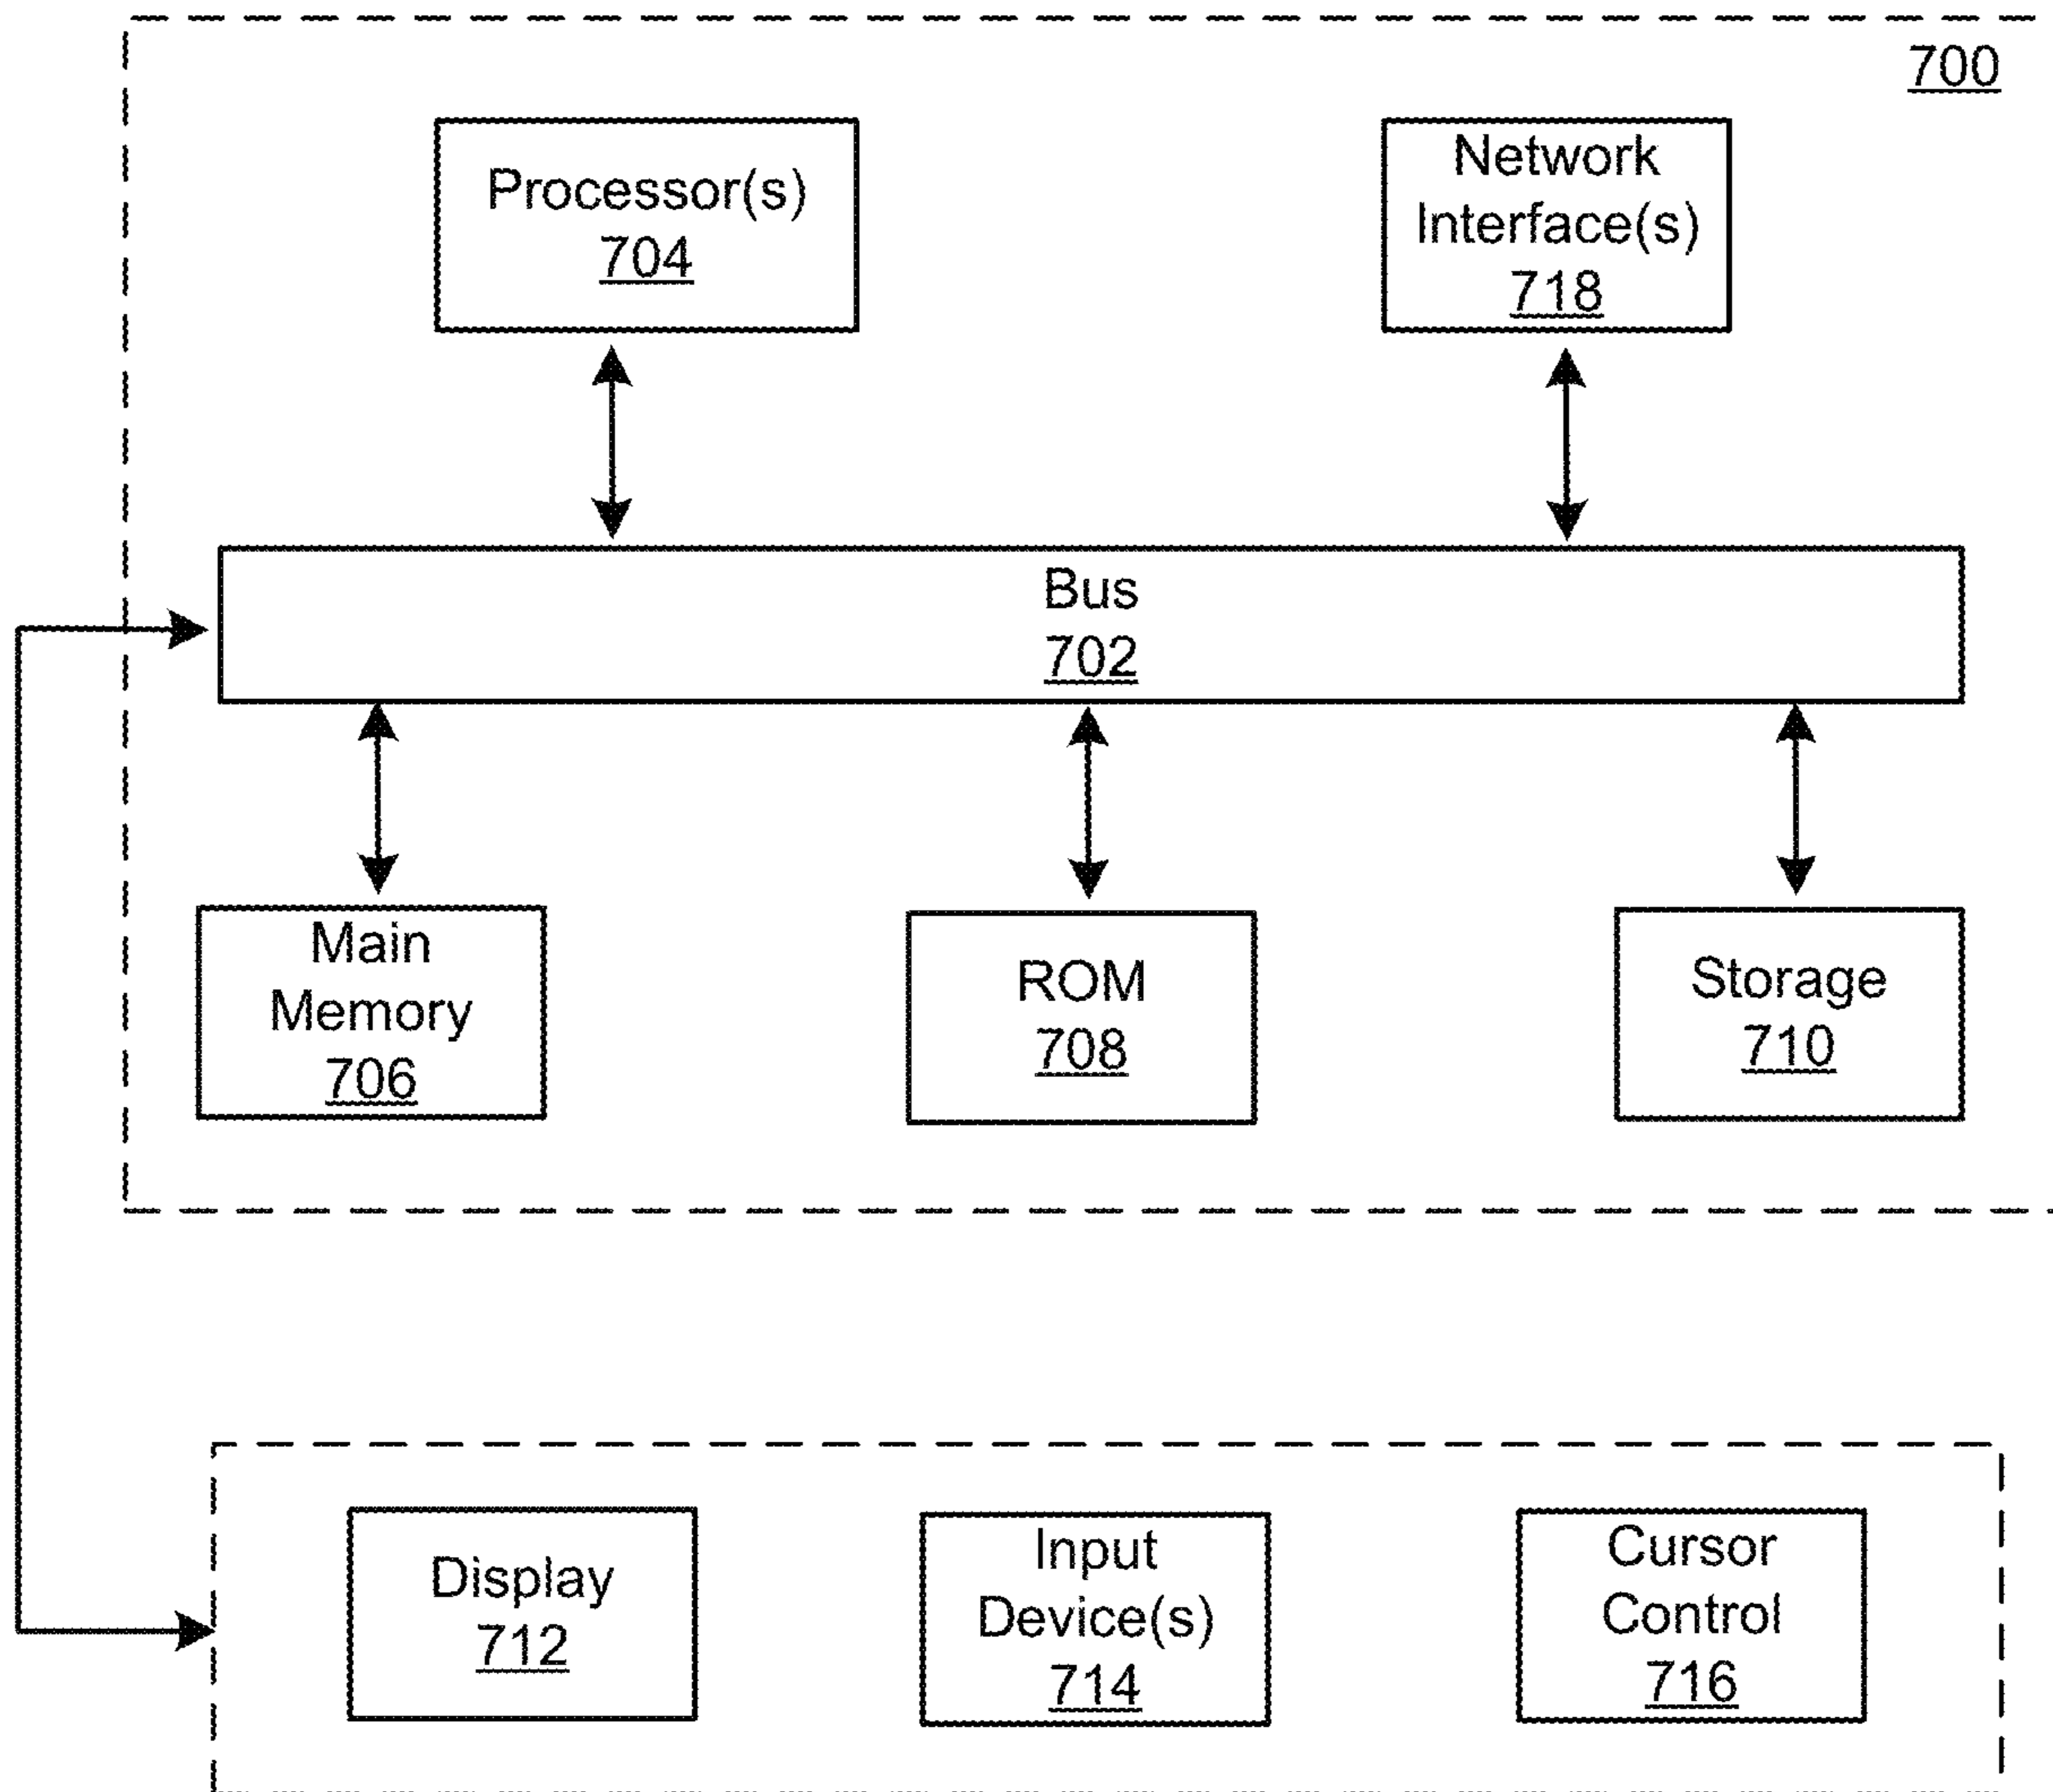 700
Processor(s)
704
Network
Interface(s)
718
Bus
702
Main
Memory
706
ROM
708
Storage
710
Display
712
Input
Device(s)
714
Cursor
Control
716